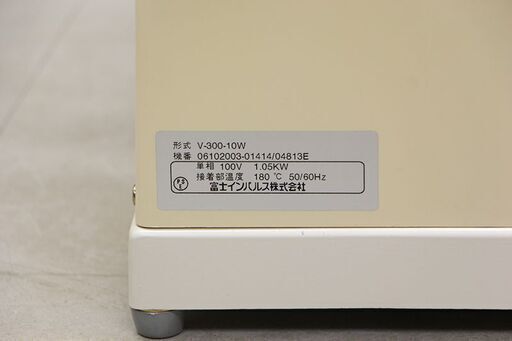 形式 V-300-10W
機番 06102003-01414/04813E
単相 100V 1.05KW
接着部温度 180℃ 50/60Hz
富士インパルス株式会社